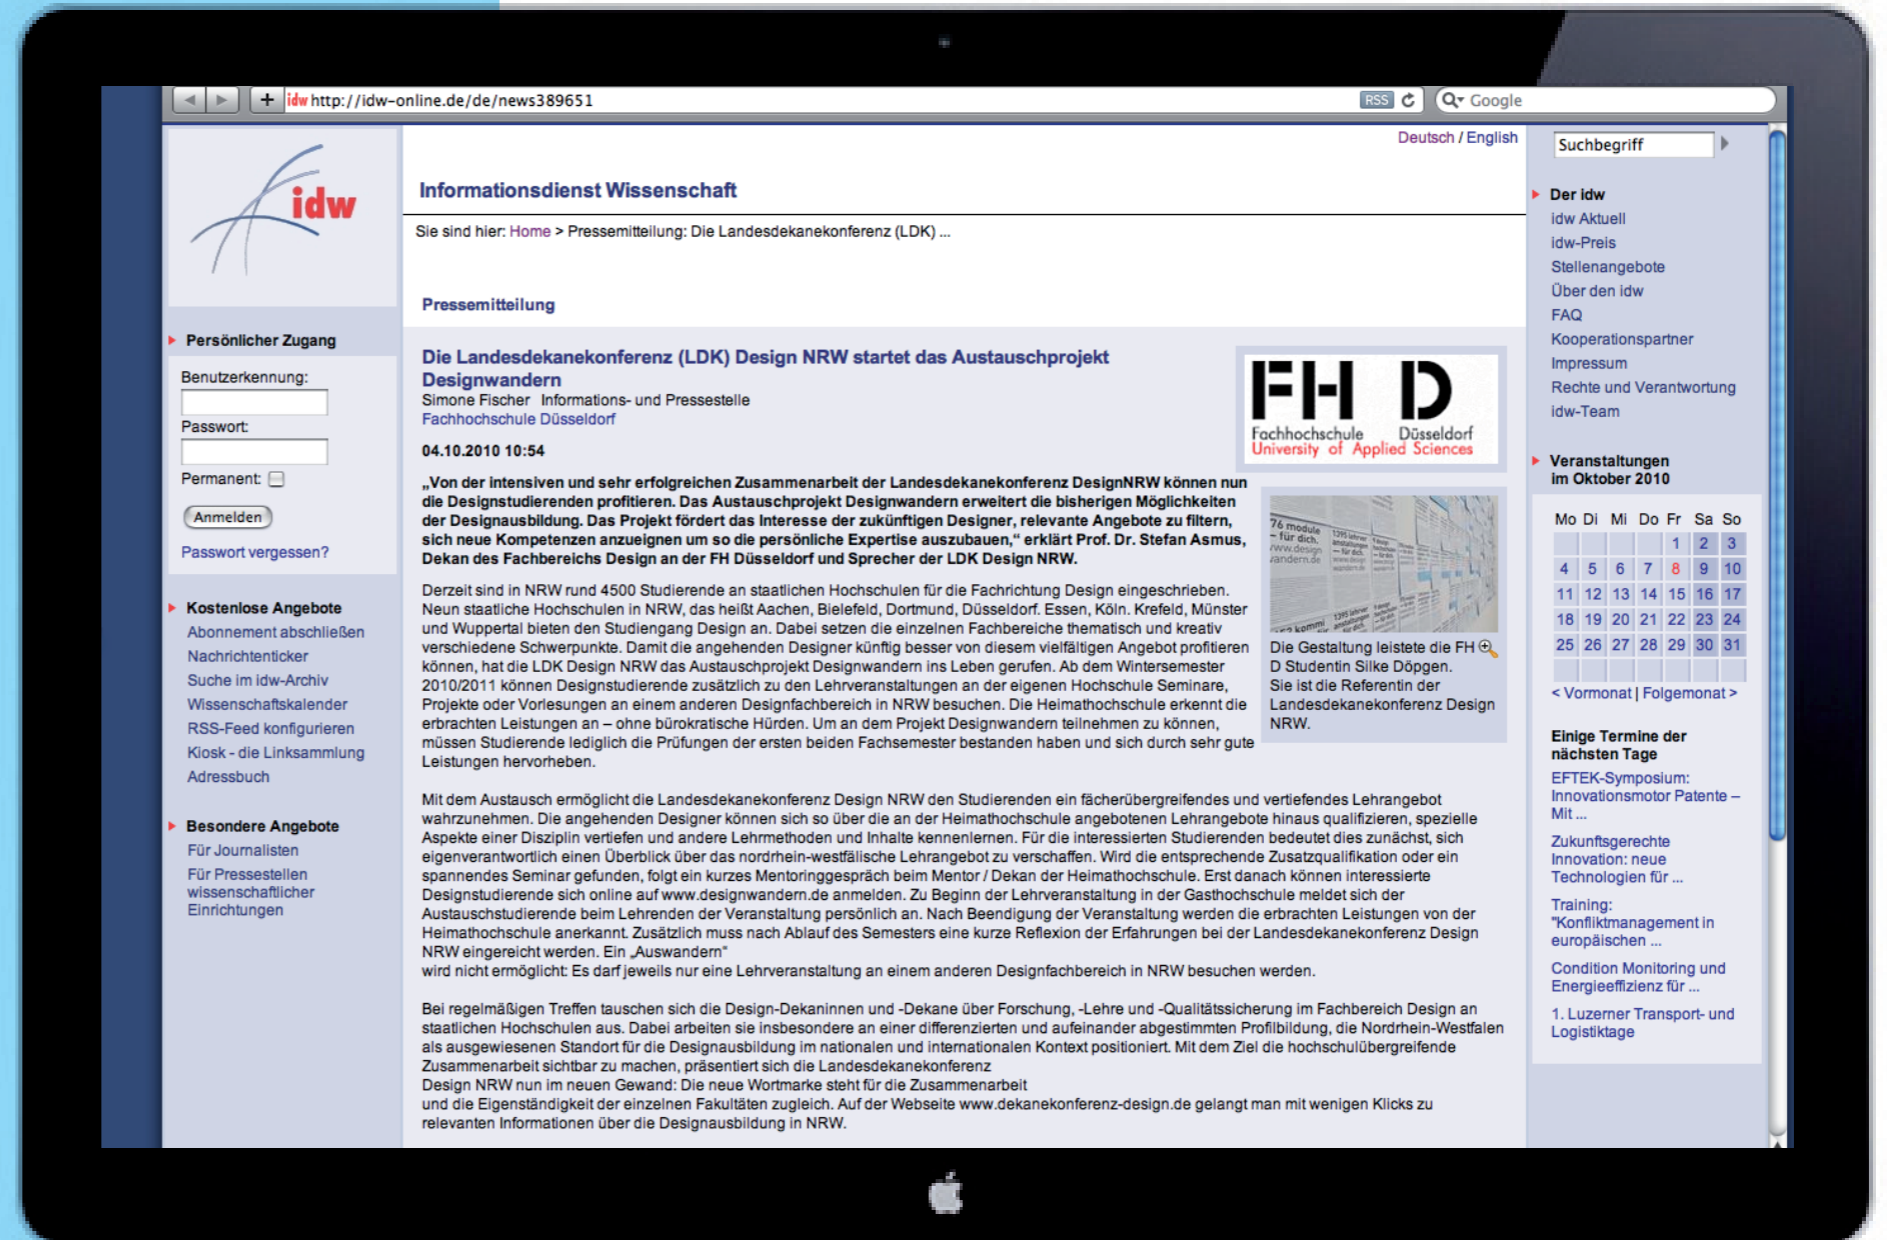 idw http://idw-online.de/de/news389651
RSS
Google
idw
Persönlicher Zugang
Benutzerkennung:
Passwort:
Permanent:
Anmelden
Passwort vergessen?
Kostenlose Angebote
Abonnement abschließen
Nachrichtenticker
Suche im idw-Archiv
Wissenschaftskalender
RSS-Feed konfigurieren
Kiosk - die Linksammlung
Adressbuch
Besondere Angebote
Für Journalisten
Für Pressestellen
wissenschaftlicher
Einrichtungen
Deutsch / English
Informationsdienst Wissenschaft
Sie sind hier: Home > Pressemitteilung: Die Landesdekanekonferenz (LDK) ...
Pressemitteilung
Die Landesdekanekonferenz (LDK) Design NRW startet das Austauschprojekt
Designwandern
Simone Fischer Informations- und Pressestelle
Fachhochschule Düsseldorf
04.10.2010 10:54
„Von der intensiven und sehr erfolgreichen Zusammenarbeit der Landesdekanekonferenz DesignNRW können nun
die Designstudierenden profitieren. Das Austauschprojekt Designwandern erweitert die bisherigen Möglichkeiten
der Designausbildung. Das Projekt fördert das Interesse der zukünftigen Designer, relevante Angebote zu filtern,
sich neue Kompetenzen anzueignen um so die persönliche Expertise auszubauen,“ erklärt Prof. Dr. Stefan Asmus,
Dekan des Fachbereichs Design an der FH Düsseldorf und Sprecher der LDK Design NRW.
Derzeit sind in NRW rund 4500 Studierende an staatlichen Hochschulen für die Fachrichtung Design eingeschrieben.
Neun staatliche Hochschulen in NRW, das heißt Aachen, Bielefeld, Dortmund, Düsseldorf. Essen, Köln. Krefeld, Münster
und Wuppertal bieten den Studiengang Design an. Dabei setzen die einzelnen Fachbereiche thematisch und kreativ
verschiedene Schwerpunkte. Damit die angehenden Designer künftig besser von diesem vielfältigen Angebot profitieren
können, hat die LDK Design NRW das Austauschprojekt Designwandern ins Leben gerufen. Ab dem Wintersemester
2010/2011 können Designstudierende zusätzlich zu den Lehrveranstaltungen an der eigenen Hochschule Seminare,
Projekte oder Vorlesungen an einem anderen Designfachbereich in NRW besuchen. Die Heimathochschule erkennt die
erbrachten Leistungen an – ohne bürokratische Hürden. Um an dem Projekt Designwandern teilnehmen zu können,
müssen Studierende lediglich die Prüfungen der ersten beiden Fachsemester bestanden haben und sich durch sehr gute
Leistungen hervorheben.
Mit dem Austausch ermöglicht die Landesdekanekonferenz Design NRW den Studierenden ein fächerübergreifendes und vertiefendes Lehrangebot
wahrzunehmen. Die angehenden Designer können sich so über die an der Heimathochschule angebotenen Lehrangebote hinaus qualifizieren, spezielle
Aspekte einer Disziplin vertiefen und andere Lehrmethoden und Inhalte kennenlernen. Für die interessierten Studierenden bedeutet dies zunächst, sich
eigenverantwortlich einen Überblick über das nordrhein-westfälische Lehrangebot zu verschaffen. Wird die entsprechende Zusatzqualifikation oder ein
spannendes Seminar gefunden, folgt ein kurzes Mentoringgespräch beim Mentor / Dekan der Heimathochschule. Erst danach können interessierte
Designstudierende sich online auf www.designwandern.de anmelden. Zu Beginn der Lehrveranstaltung in der Gasthochschule meldet sich der
Austauschstudierende beim Lehrenden der Veranstaltung persönlich an. Nach Beendigung der Veranstaltung werden die erbrachten Leistungen von der
Heimathochschule anerkannt. Zusätzlich muss nach Ablauf des Semesters eine kurze Reflexion der Erfahrungen bei der Landesdekanekonferenz Design
NRW eingereicht werden. Ein „Auswandern“
wird nicht ermöglicht: Es darf jeweils nur eine Lehrveranstaltung an einem anderen Designfachbereich in NRW besuchen werden.
Bei regelmäßigen Treffen tauschen sich die Design-Dekaninnen und -Dekane über Forschung, -Lehre und -Qualitätssicherung im Fachbereich Design an
staatlichen Hochschulen aus. Dabei arbeiten sie insbesondere an einer differenzierten und aufeinander abgestimmten Profilbildung, die Nordrhein-Westfalen
als ausgewiesenen Standort für die Designausbildung im nationalen und internationalen Kontext positioniert. Mit dem Ziel die hochschulübergreifende
Zusammenarbeit sichtbar zu machen, präsentiert sich die Landesdekanekonferenz
Design NRW nun im neuen Gewand: Die neue Wortmarke steht für die Zusammenarbeit
und die Eigenständigkeit der einzelnen Fakultäten zugleich. Auf der Webseite www.dekanekonferenz-design.de gelangt man mit wenigen Klicks zu
relevanten Informationen über die Designausbildung in NRW.
FH D
Fachhochschule Düsseldorf
University of Applied Sciences
76 module
– für dich.
www.design
wandern.de
Die Gestaltung leistete die FH
D Studentin Silke Döpgen.
Sie ist die Referentin der
Landesdekanekonferenz Design
NRW.
Suchbegriff
Der idw
idw Aktuell
idw-Preis
Stellenangebote
Über den idw
FAQ
Kooperationspartner
Impressum
Rechte und Verantwortung
idw-Team
Veranstaltungen
im Oktober 2010
Mo Di Mi Do Fr Sa So
1 2 3
4 5 6 7 8 9 10
11 12 13 14 15 16 17
18 19 20 21 22 23 24
25 26 27 28 29 30 31
< Vormonat | Folgemonat >
Einige Termine der
nächsten Tage
EFTEK-Symposium:
Innovationsmotor Patente –
Mit ...
Zukunftsgerechte
Innovation: neue
Technologien für ...
Training:
"Konfliktmanagement in
europäischen ...
Condition Monitoring und
Energieeffizienz für ...
1. Luzerner Transport- und
Logistiktage